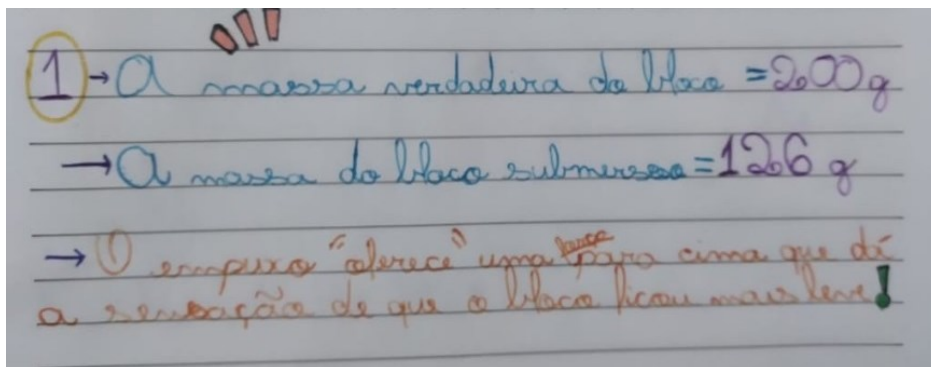 1 → A massa verdadeira do bloco = 200 g
→ A massa do bloco submerso = 126 g
→ O empuxo "oferece" uma força para cima que dá
a sensação de que o bloco ficou mais leve!